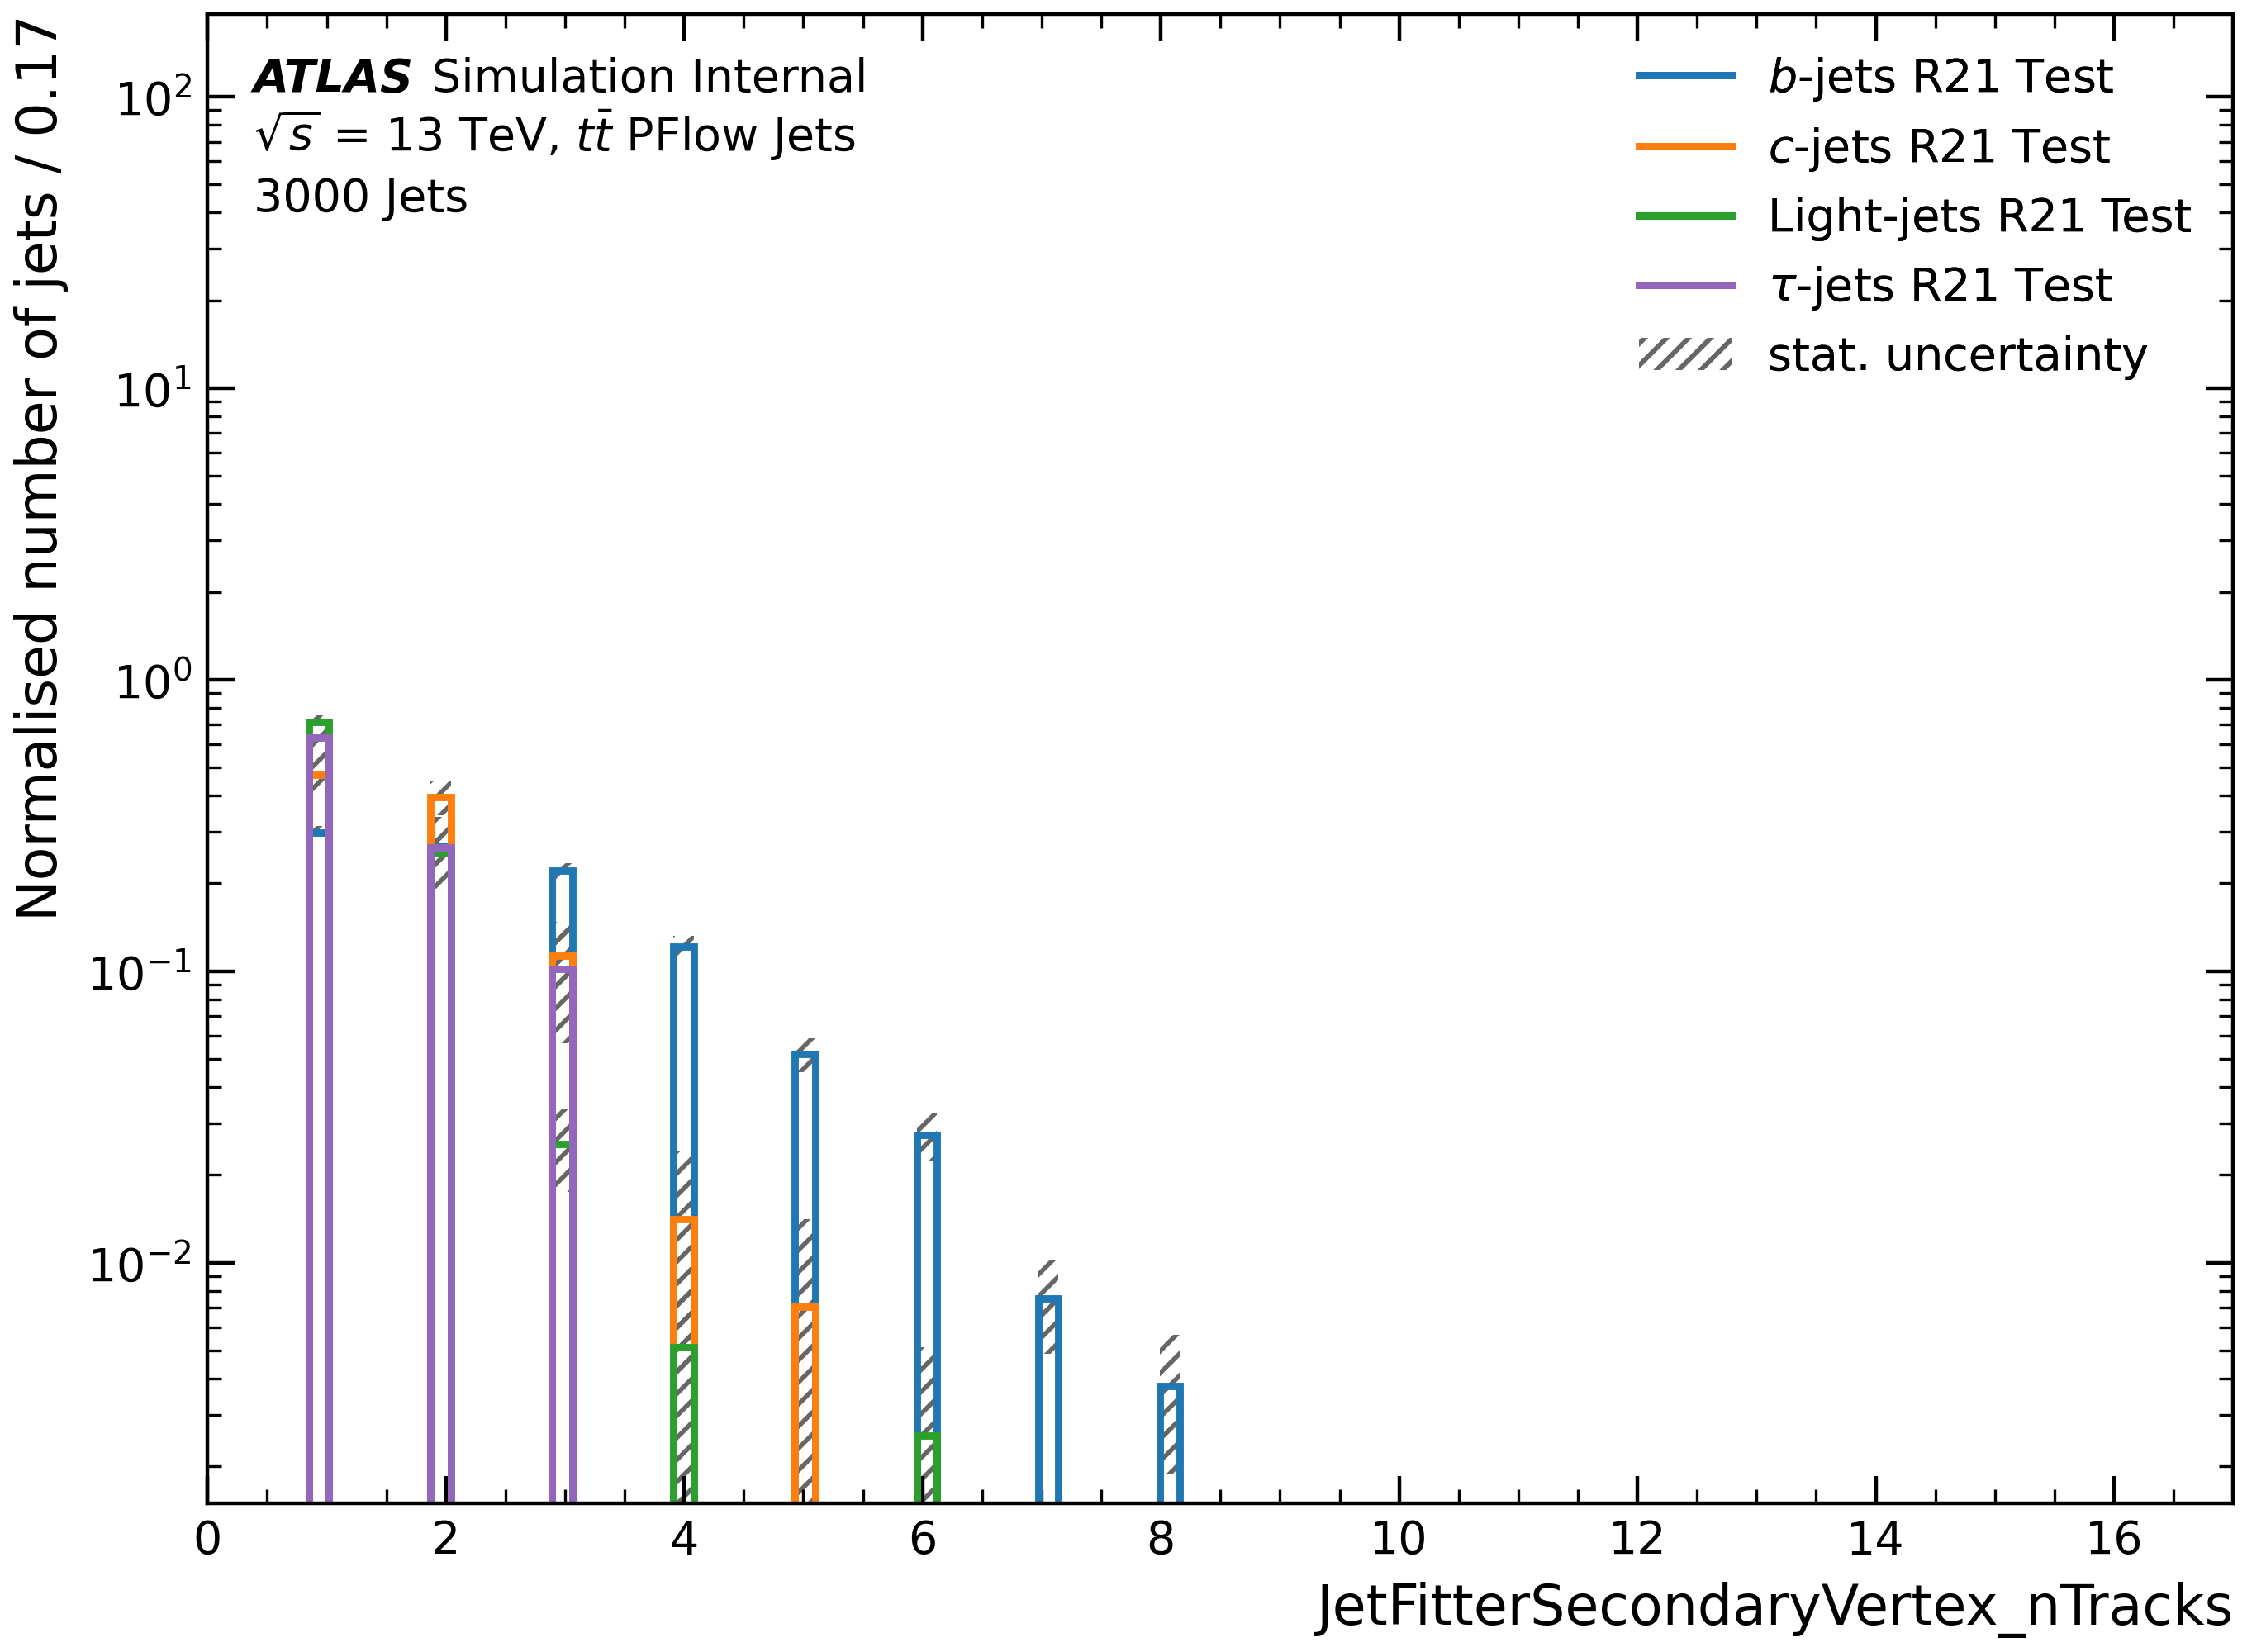 Normalised number of jets / 0.17
ATLAS Simulation Internal
√s = 13 TeV, tt̄ PFlow Jets
3000 Jets
b-jets R21 Test
c-jets R21 Test
Light-jets R21 Test
τ-jets R21 Test
stat. uncertainty
10²
10¹
10⁰
10⁻¹
10⁻²
0 2 4 6 8 10 12 14 16
JetFitterSecondaryVertex_nTracks